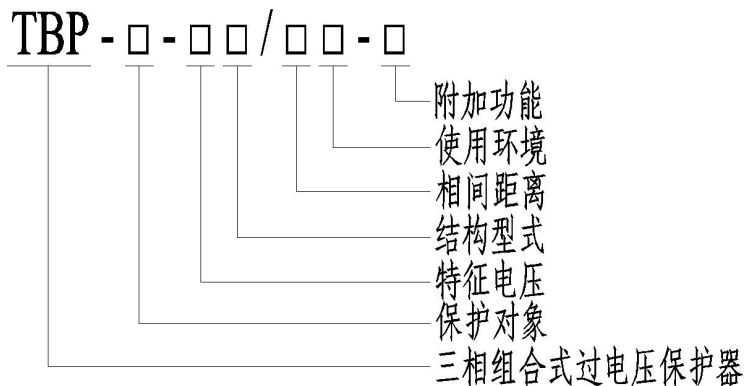 TBP-□-□□/□□-□
附加功能
使用环境
相间距离
结构型式
特征电压
保护对象
三相组合式过电压保护器